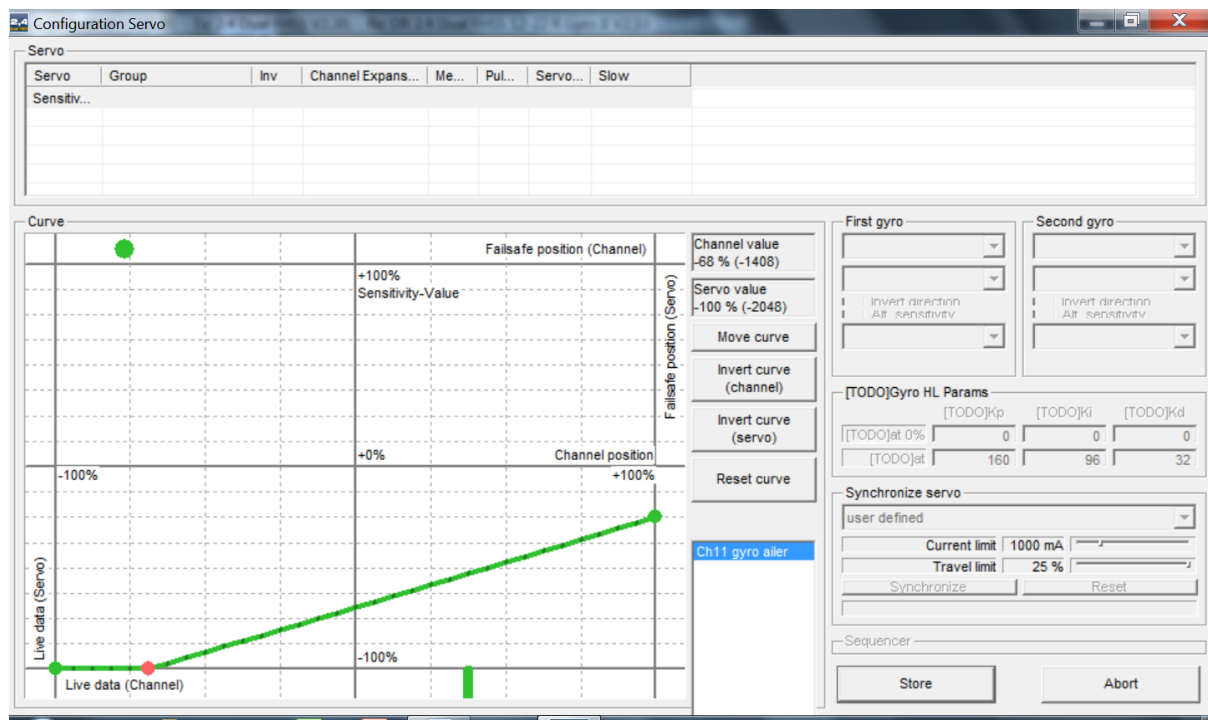 Configuration Servo
Servo
Servo Group Inv Channel Expans... Me... Pul... Servo... Slow
Sensitiv...
Curve
Failsafe position (Channel)
+100%
Sensitivity-Value
Failsafe position (Servo)
+0%
Channel position
-100%
+100%
Live data (Servo)
-100%
Live data (Channel)
Channel value
-68 % (-1408)
Servo value
-100 % (-2048)
Move curve
Invert curve
(channel)
Invert curve
(servo)
Reset curve
Ch11 gyro ailer
First gyro
Invert direction
Alt. sensitivity
Second gyro
Invert direction
Alt. sensitivity
[TODO]Gyro HL Params
[TODO]Kp [TODO]Ki [TODO]Kd
[TODO]at 0% 0 0 0
[TODO]at 160 96 32
Synchronize servo
user defined
Current limit 1000 mA
Travel limit 25 %
Synchronize Reset
Sequencer
Store Abort